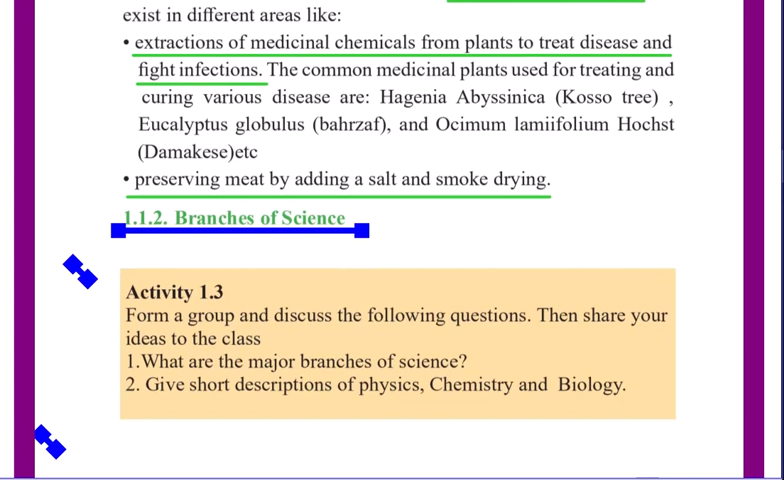 exist in different areas like:
• extractions of medicinal chemicals from plants to treat disease and
fight infections. The common medicinal plants used for treating and
curing various disease are: Hagenia Abyssinica (Kosso tree) ,
Eucalyptus globulus (bahrzaf), and Ocimum lamiifolium Hochst
(Damakese)etc
• preserving meat by adding a salt and smoke drying.
1.1.2. Branches of Science
Activity 1.3
Form a group and discuss the following questions. Then share your
ideas to the class
1.What are the major branches of science?
2. Give short descriptions of physics, Chemistry and Biology.